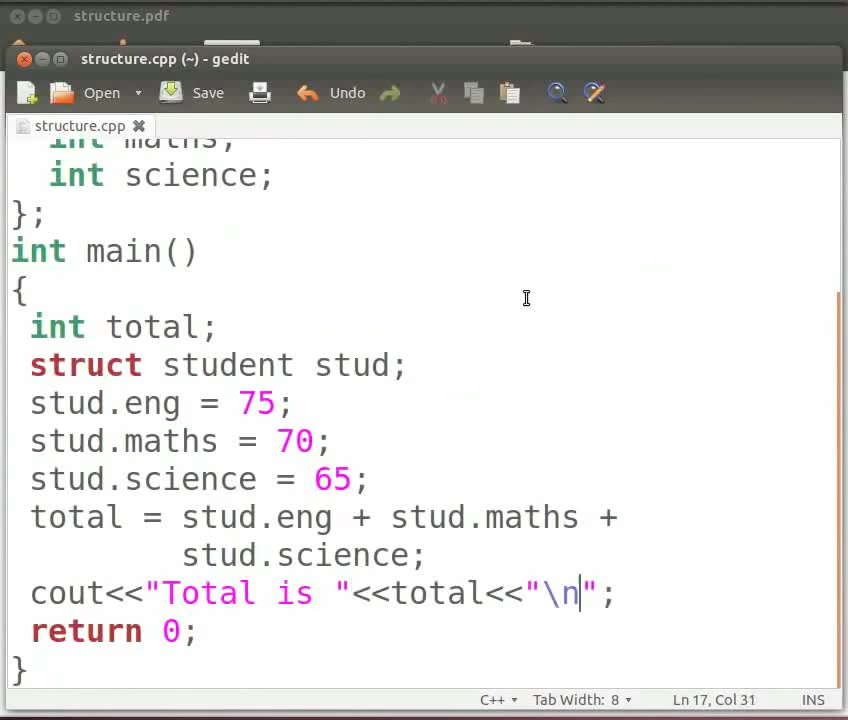 structure.pdf
structure.cpp (~) - gedit
Open Save Undo
structure.cpp
int maths;
int science;
};
int main()
{
int total;
struct student stud;
stud.eng = 75;
stud.maths = 70;
stud.science = 65;
total = stud.eng + stud.maths +
stud.science;
cout<<"Total is "<<total<<"\n";
return 0;
}
C++ Tab Width: 8 Ln 17, Col 31 INS